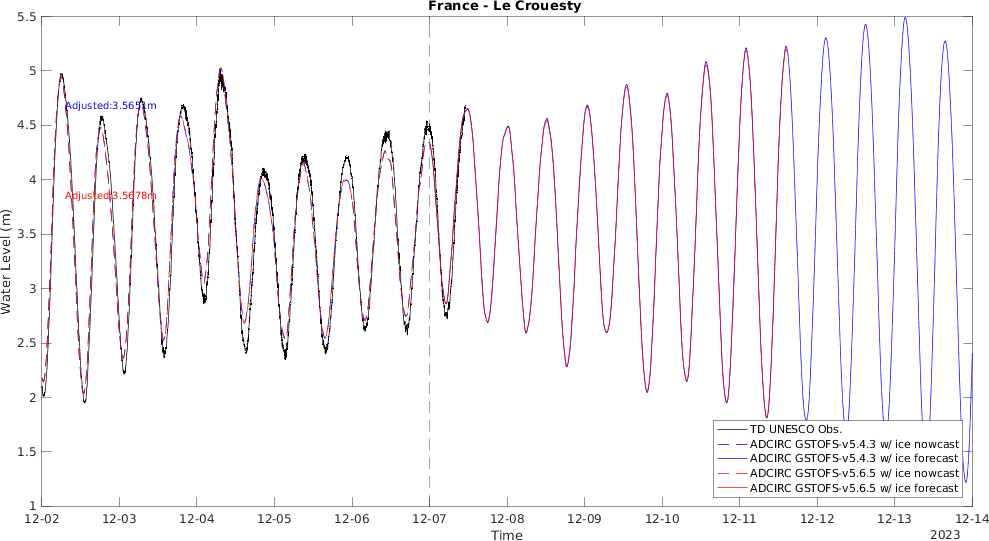 France - Le Crouesty
5.5
5
4.5
4
3.5
3
2.5
2
1.5
1
Water Level (m)
Adjusted:3.5651m
Adjusted:3.5678m
TD UNESCO Obs.
ADCIRC GSTOFS-v5.4.3 w/ ice nowcast
ADCIRC GSTOFS-v5.4.3 w/ ice forecast
ADCIRC GSTOFS-v5.6.5 w/ ice nowcast
ADCIRC GSTOFS-v5.6.5 w/ ice forecast
12-02 12-03 12-04 12-05 12-06 12-07 12-08 12-09 12-10 12-11 12-12 12-13 12-14
Time
2023